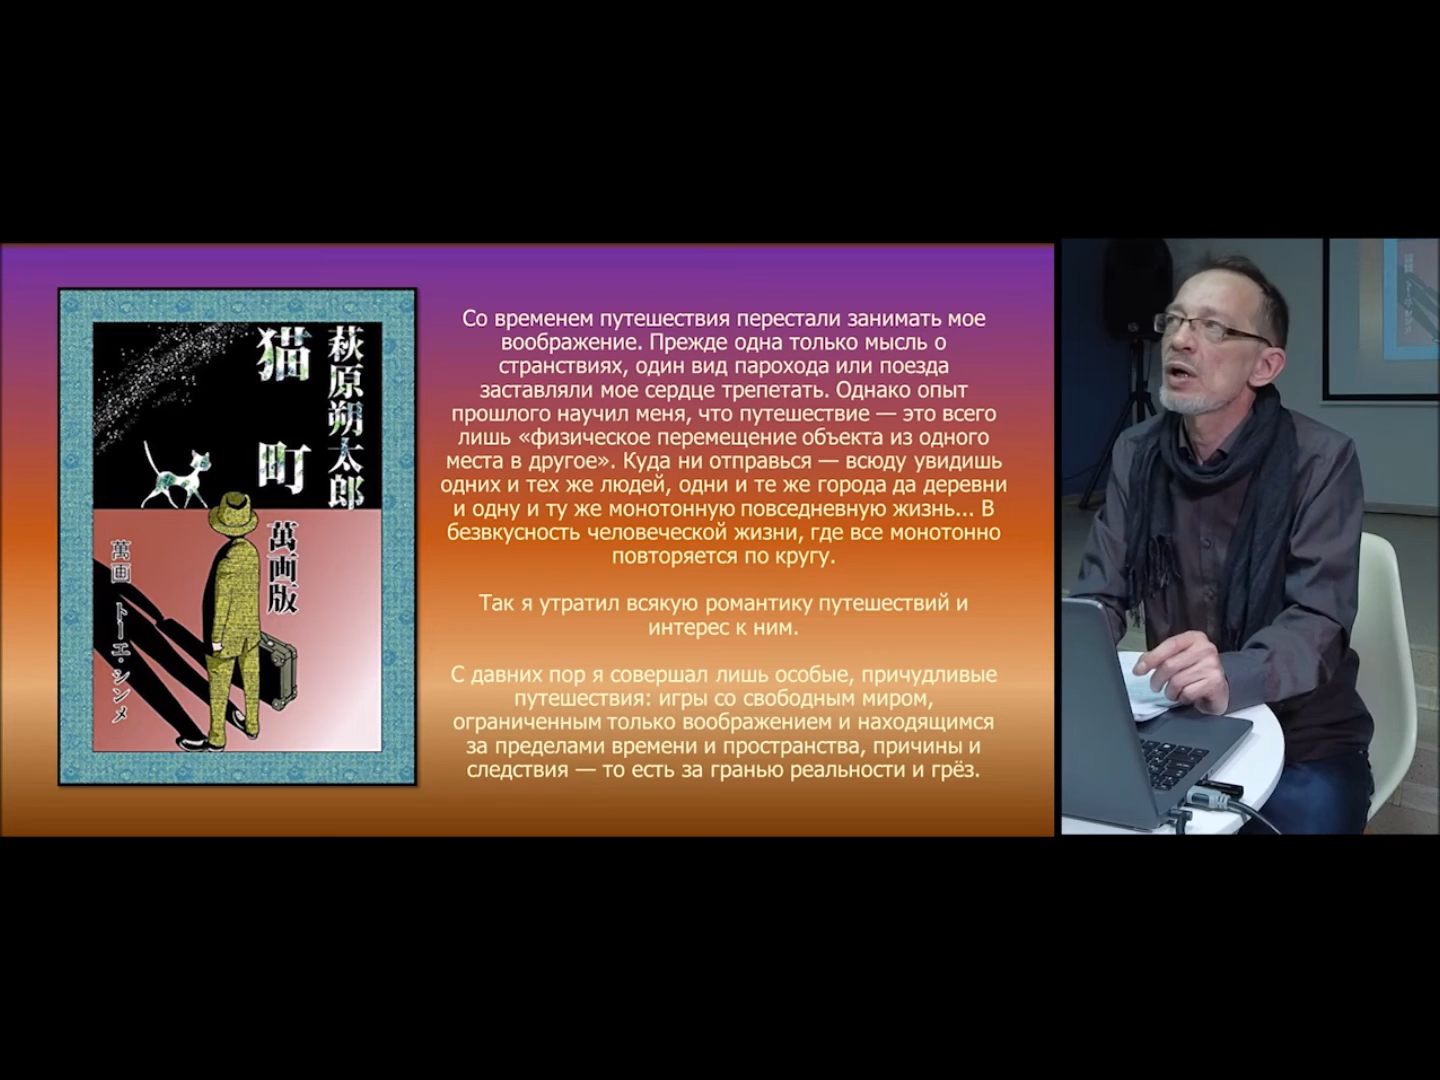 萩原朔太郎
猫町
萬画版
萬画 トーエ・シンメ
Со временем путешествия перестали занимать мое
воображение. Прежде одна только мысль о
странствиях, один вид парохода или поезда
заставляли мое сердце трепетать. Однако опыт
прошлого научил меня, что путешествие — это всего
лишь «физическое перемещение объекта из одного
места в другое». Куда ни отправься — всюду увидишь
одних и тех же людей, одни и те же города да деревни
и одну и ту же монотонную повседневную жизнь... В
безвкусность человеческой жизни, где все монотонно
повторяется по кругу.
Так я утратил всякую романтику путешествий и
интерес к ним.
С давних пор я совершал лишь особые, причудливые
путешествия: игры со свободным миром,
ограниченным только воображением и находящимся
за пределами времени и пространства, причины и
следствия — то есть за гранью реальности и грёз.